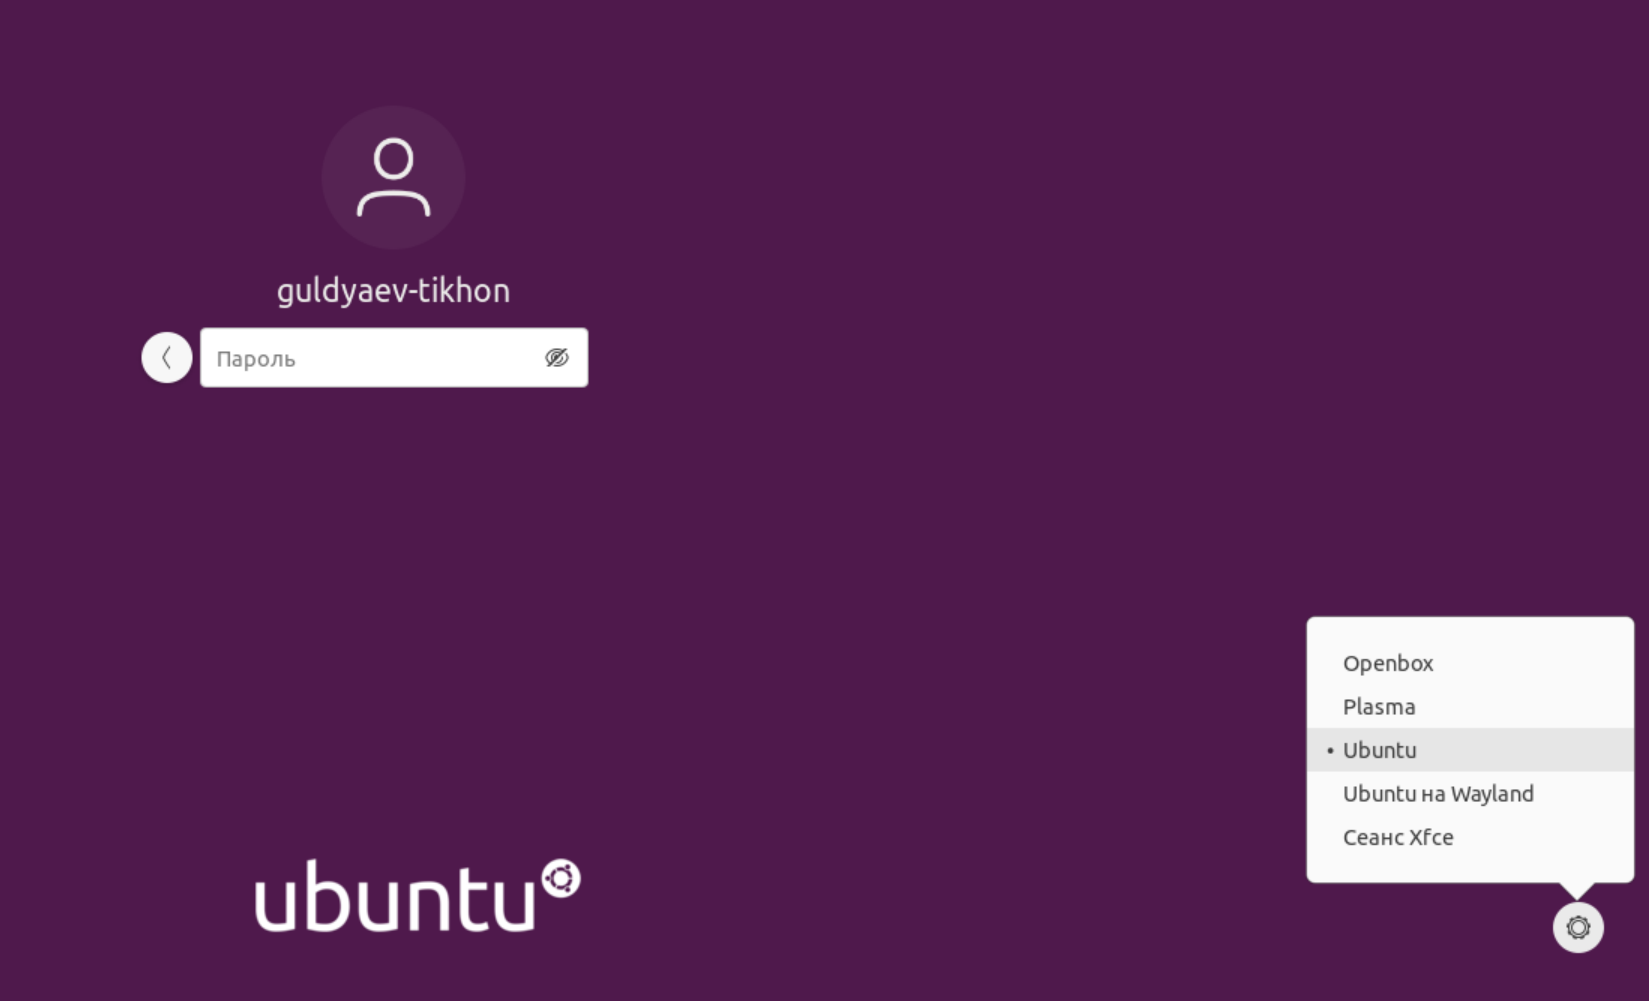 guldyaev-tikhon
Пароль
Openbox
Plasma
• Ubuntu
Ubuntu на Wayland
Сеанс Xfce
ubuntu